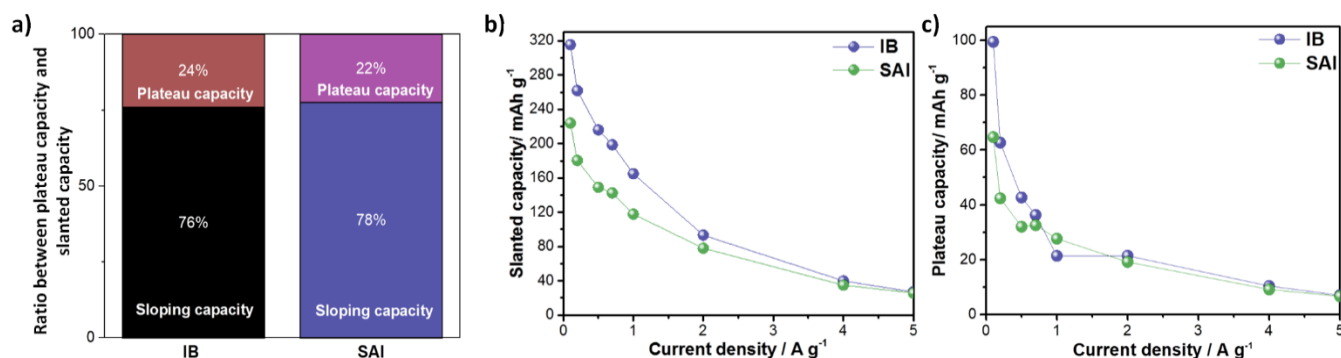 a)
Ratio between plateau capacity and
slanted capacity
100
50
0
24%
Plateau capacity
76%
Sloping capacity
22%
Plateau capacity
78%
Sloping capacity
IB
SAI
b)
Slanted capacity/ mAh g⁻¹
320
280
240
200
160
120
80
40
0
IB
SAI
0
1
2
3
4
5
Current density / A g⁻¹
c)
Plateau capacity/ mAh g⁻¹
100
80
60
40
20
0
IB
SAI
0
1
2
3
4
5
Current density / A g⁻¹